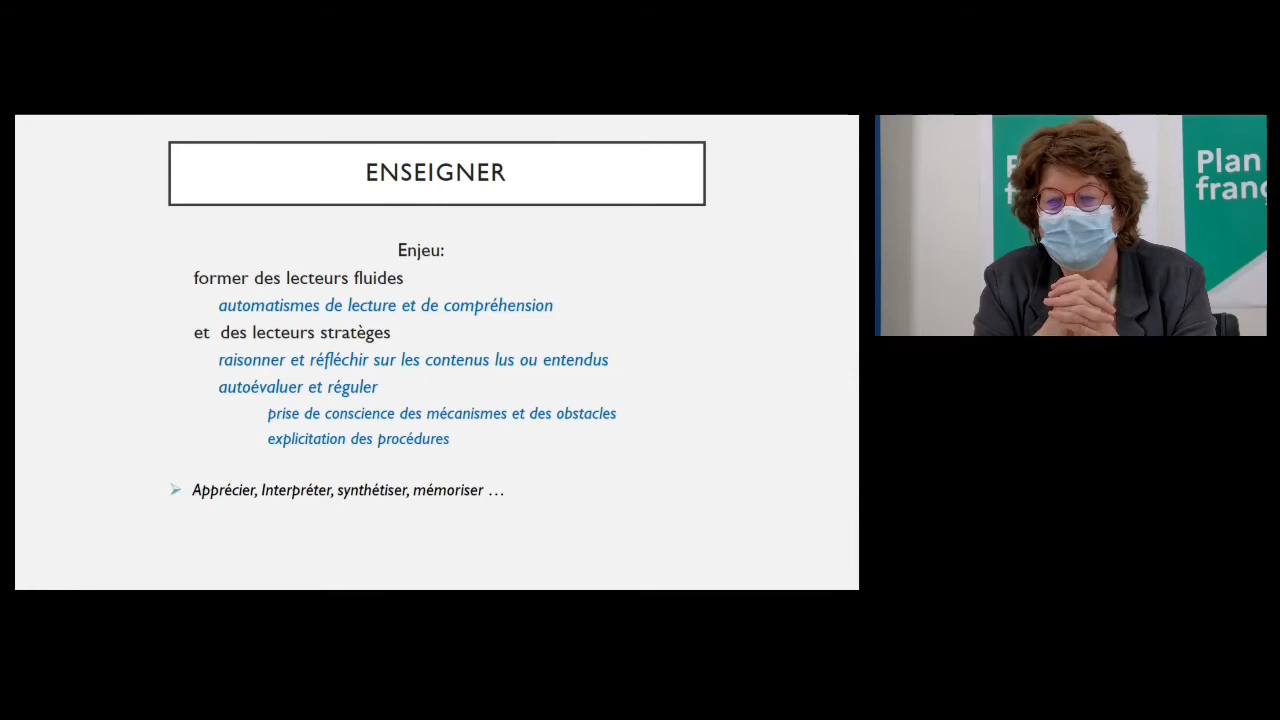 ENSEIGNER
Enjeu:
former des lecteurs fluides
automatismes de lecture et de compréhension
et des lecteurs stratèges
raisonner et réfléchir sur les contenus lus ou entendus
autoévaluer et réguler
prise de conscience des mécanismes et des obstacles
explicitation des procédures
Apprécier, Interpréter, synthétiser, mémoriser …
Plan
franç